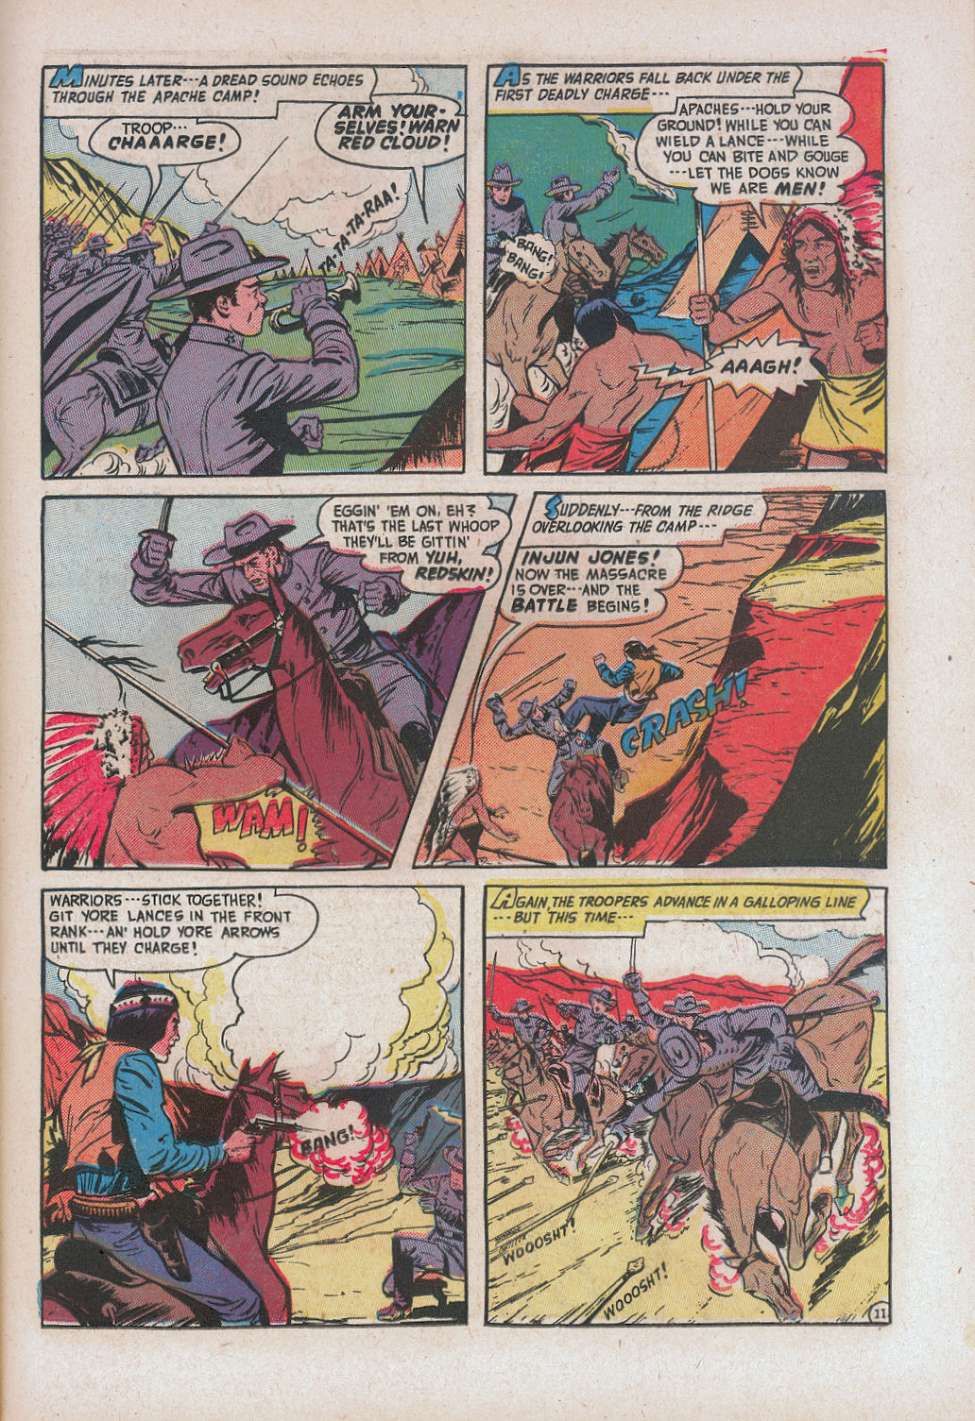 MINUTES LATER---A DREAD SOUND ECHOES
THROUGH THE APACHE CAMP!
TROOP---
CHAAARGE!
ARM YOUR-
SELVES! WARN
RED CLOUD!
TA-TA-TA-RAA!
AS THE WARRIORS FALL BACK UNDER THE
FIRST DEADLY CHARGE---
APACHES---HOLD YOUR
GROUND! WHILE YOU CAN
WIELD A LANCE---WHILE
YOU CAN BITE AND GOUGE
---LET THE DOGS KNOW
WE ARE MEN!
BANG!
BANG!
AAAGH!
EGGIN' 'EM ON, EH?
THAT'S THE LAST WHOOP
THEY'LL BE GITTIN'
FROM YUH,
REDSKIN!
WAM!
SUDDENLY---FROM THE RIDGE
OVERLOOKING THE CAMP---
INJUN JONES!
NOW THE MASSACRE
IS OVER---AND THE
BATTLE BEGINS!
CRASH!
WARRIORS---STICK TOGETHER!
GIT YORE LANCES IN THE FRONT
RANK---AN' HOLD YORE ARROWS
UNTIL THEY CHARGE!
BANG!
AGAIN, THE TROOPERS ADVANCE IN A GALLOPING LINE
---BUT THIS TIME---
WOOOSHT!
WOOOSHT!
11